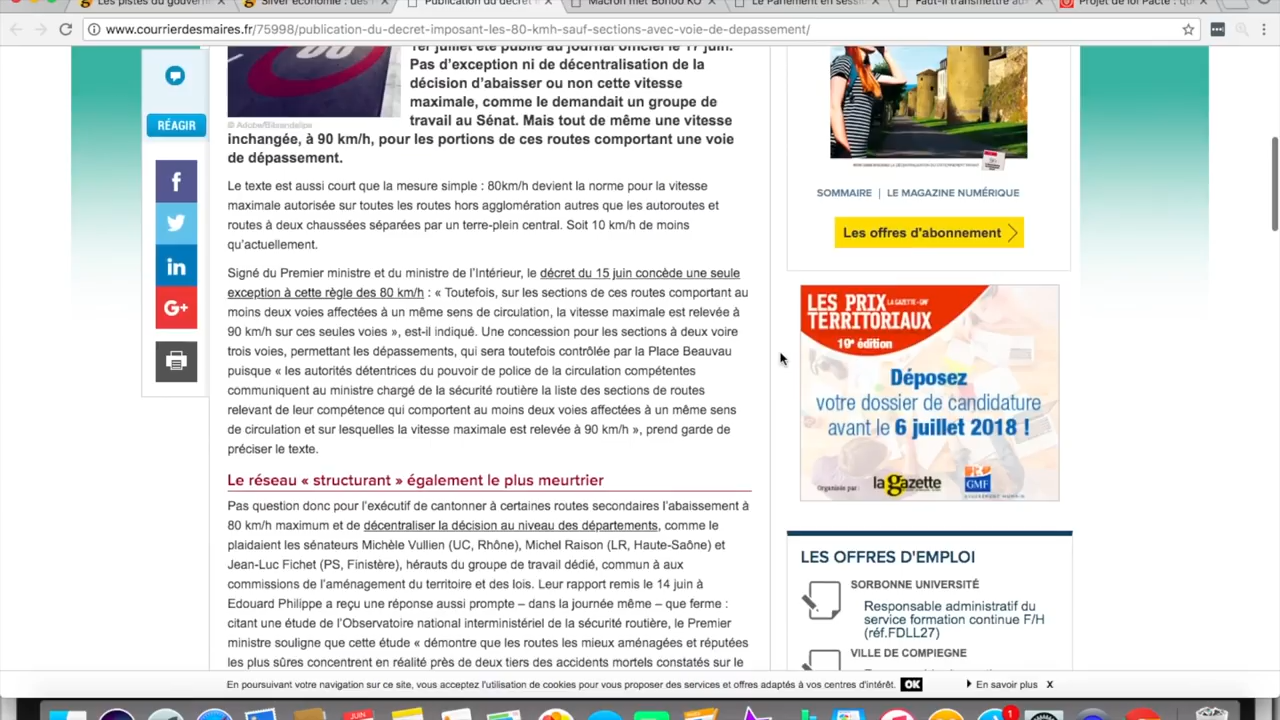 Les pistes du gouvern
Silver économie : des
Publication du décret i
Macron met Borloo KO
Le Parlement en
Faut-il transmettre
Projet de loi Pacte :
www.courrierdesmaires.fr/75998/publication-du-decret-imposant-les-80-kmh-sauf-sections-avec-voie-de-depassement/
1er juillet été publié au journal officiel le 17 juin.
Pas d'exception ni de décentralisation de la
décision d'abaisser ou non cette vitesse
maximale, comme le demandait un groupe de
travail au Sénat. Mais tout de même une vitesse
© Adobe/Bilsandelsa
inchangée, à 90 km/h, pour les portions de ces routes comportant une voie
de dépassement.
RÉAGIR
Le texte est aussi court que la mesure simple : 80km/h devient la norme pour la vitesse
maximale autorisée sur toutes les routes hors agglomération autres que les autoroutes et
routes à deux chaussées séparées par un terre-plein central. Soit 10 km/h de moins
qu'actuellement.
Signé du Premier ministre et du ministre de l'Intérieur, le décret du 15 juin concède une seule
exception à cette règle des 80 km/h : « Toutefois, sur les sections de ces routes comportant au
moins deux voies affectées à un même sens de circulation, la vitesse maximale est relevée à
90 km/h sur ces seules voies », est-il indiqué. Une concession pour les sections à deux voire
trois voies, permettant les dépassements, qui sera toutefois contrôlée par la Place Beauvau
puisque « les autorités détentrices du pouvoir de police de la circulation compétentes
communiquent au ministre chargé de la sécurité routière la liste des sections de routes
relevant de leur compétence qui comportent au moins deux voies affectées à un même sens
de circulation et sur lesquelles la vitesse maximale est relevée à 90 km/h », prend garde de
préciser le texte.
Le réseau « structurant » également le plus meurtrier
Pas question donc pour l'exécutif de cantonner à certaines routes secondaires l'abaissement à
80 km/h maximum et de décentraliser la décision au niveau des départements, comme le
plaidaient les sénateurs Michèle Vullien (UC, Rhône), Michel Raison (LR, Haute-Saône) et
Jean-Luc Fichet (PS, Finistère), hérauts du groupe de travail dédié, commun à aux
commissions de l'aménagement du territoire et des lois. Leur rapport remis le 14 juin à
Edouard Philippe a reçu une réponse aussi prompte – dans la journée même – que ferme :
citant une étude de l'Observatoire national interministériel de la sécurité routière, le Premier
ministre souligne que cette étude « démontre que les routes les mieux aménagées et réputées
les plus sûres concentrent en réalité près de deux tiers des accidents mortels constatés sur le
SOMMAIRE | LE MAGAZINE NUMÉRIQUE
Les offres d'abonnement
LES PRIX LA GAZETTE - GMF
TERRITORIAUX
19e édition
Déposez
votre dossier de candidature
avant le 6 juillet 2018 !
Organisés par : la gazette GMF
LES OFFRES D'EMPLOI
SORBONNE UNIVERSITÉ
Responsable administratif du
service formation continue F/H
(réf.FDLL27)
VILLE DE COMPIEGNE
En poursuivant votre navigation sur ce site, vous acceptez l'utilisation de cookies pour vous proposer des services et offres adaptés à vos centres d'intérêt. OK En savoir plus X
JUIN
1